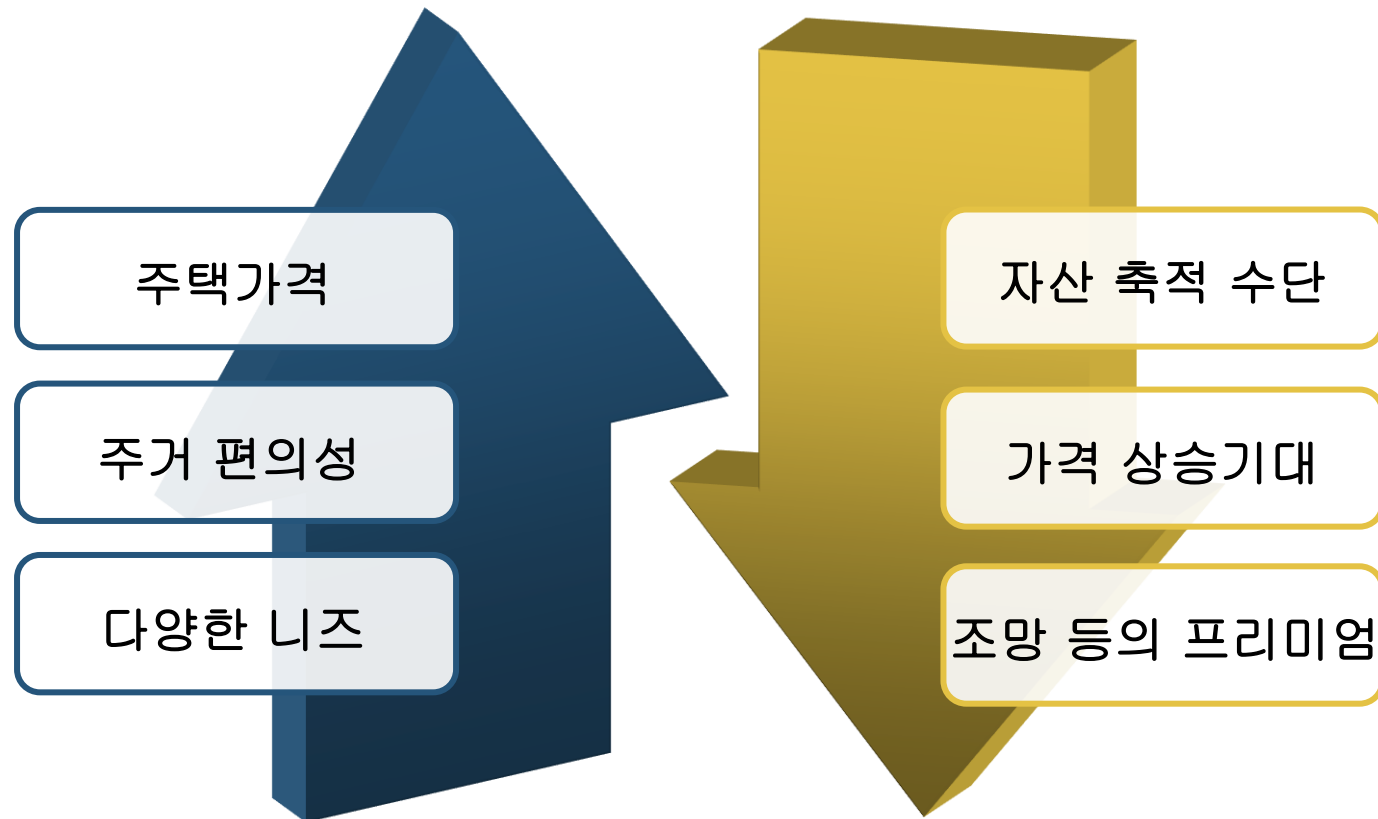 주택가격
주거 편의성
다양한 니즈
자산 축적 수단
가격 상승기대
조망 등의 프리미엄